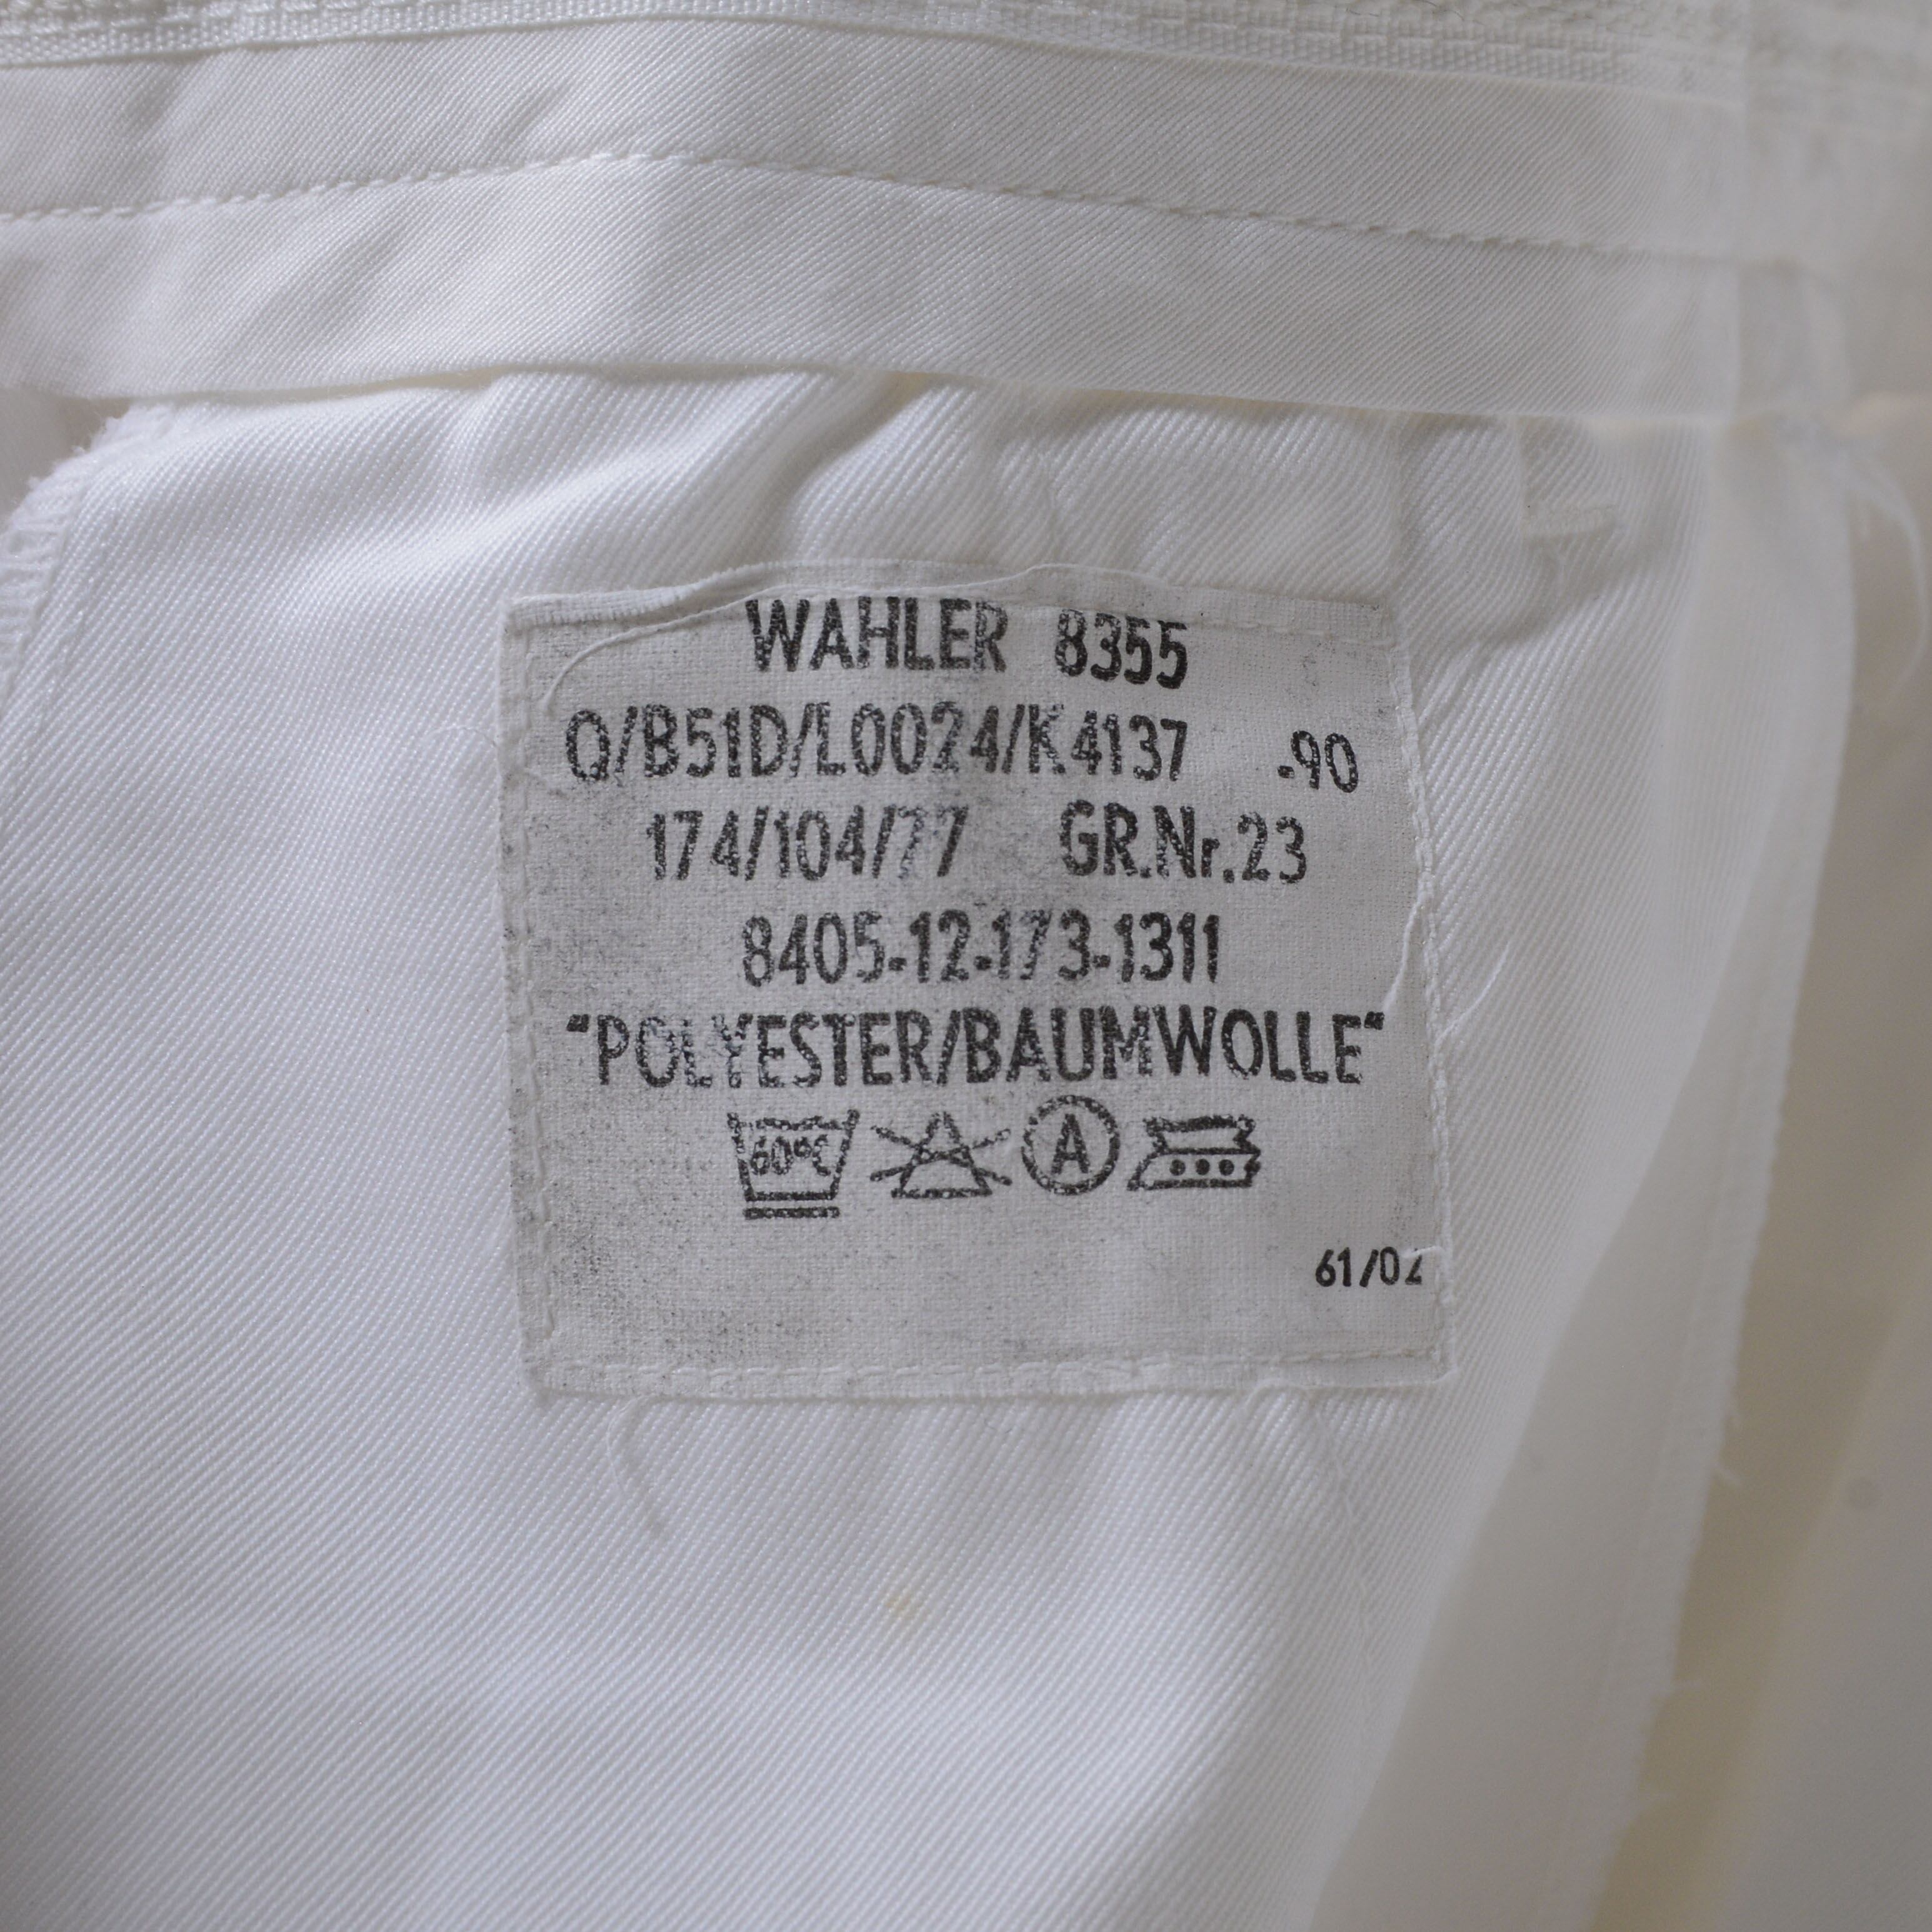 WAHLER 8355
Q/B51D/L0024/K4137 -90
174/104/77 GR.Nr.23
8405-12-173-1311
"POLYESTER/BAUMWOLLE"
60°C A
61/02